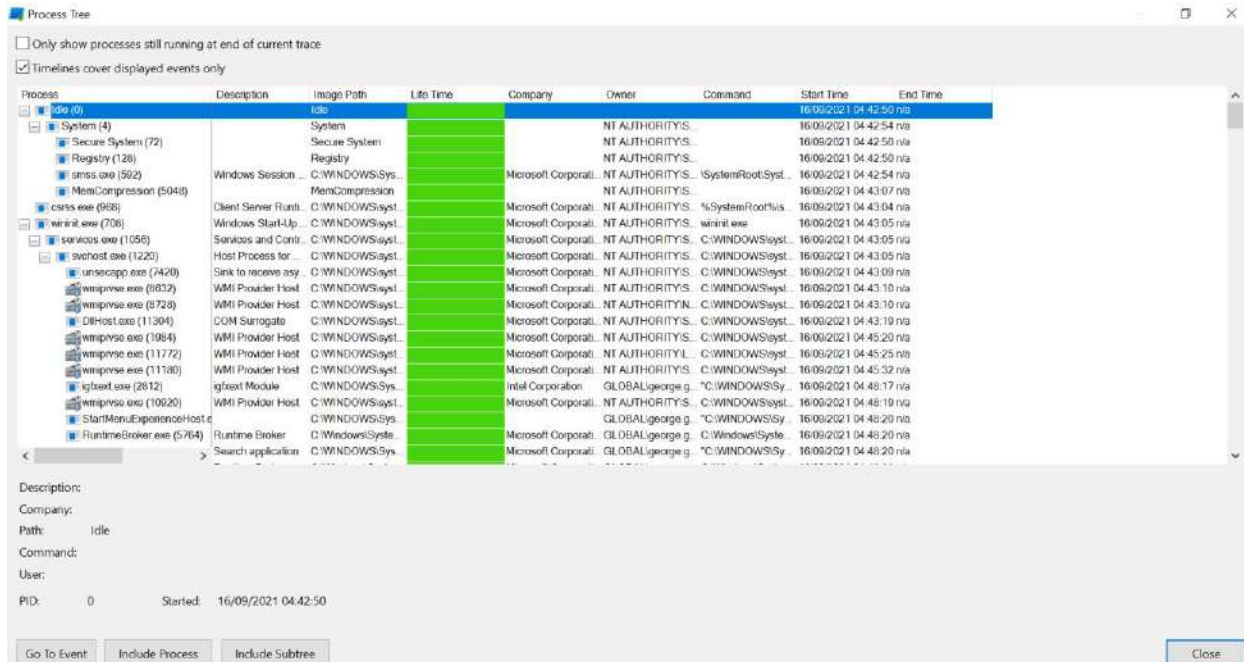 Process Tree
Only show processes still running at end of current trace
Timelines cover displayed events only
Process Description Image Path Life Time Company Owner Command Start Time End Time
Idle (0) Idle 16/09/2021 04:42:50 n/a
System (4) System NT AUTHORITY\S... 16/09/2021 04:42:54 n/a
Secure System (72) Secure System NT AUTHORITY\S... 16/09/2021 04:42:50 n/a
Registry (128) Registry NT AUTHORITY\S... 16/09/2021 04:42:50 n/a
smss.exe (592) Windows Session ... C:\WINDOWS\Sys... Microsoft Corporati... NT AUTHORITY\S... \SystemRoot\Syst... 16/09/2021 04:42:54 n/a
MemCompression (5048) MemCompression NT AUTHORITY\S... 16/09/2021 04:43:07 n/a
csrss.exe (968) Client Server Runti... C:\WINDOWS\syst... Microsoft Corporati... NT AUTHORITY\S... %SystemRoot%\s... 16/09/2021 04:43:04 n/a
wininit.exe (708) Windows Start-Up ... C:\WINDOWS\syst... Microsoft Corporati... NT AUTHORITY\S... wininit.exe 16/09/2021 04:43:05 n/a
services.exe (1056) Services and Contr... C:\WINDOWS\syst... Microsoft Corporati... NT AUTHORITY\S... C:\WINDOWS\syst... 16/09/2021 04:43:05 n/a
svchost.exe (1220) Host Process for ... C:\WINDOWS\syst... Microsoft Corporati... NT AUTHORITY\S... C:\WINDOWS\syst... 16/09/2021 04:43:05 n/a
unsecapp.exe (7420) Sink to receive asy... C:\WINDOWS\syst... Microsoft Corporati... NT AUTHORITY\S... C:\WINDOWS\syst... 16/09/2021 04:43:09 n/a
wmiprvse.exe (8632) WMI Provider Host C:\WINDOWS\syst... Microsoft Corporati... NT AUTHORITY\S... C:\WINDOWS\syst... 16/09/2021 04:43:10 n/a
wmiprvse.exe (8728) WMI Provider Host C:\WINDOWS\syst... Microsoft Corporati... NT AUTHORITY\N... C:\WINDOWS\syst... 16/09/2021 04:43:10 n/a
DllHost.exe (11304) COM Surrogate C:\WINDOWS\syst... Microsoft Corporati... NT AUTHORITY\S... C:\WINDOWS\syst... 16/09/2021 04:43:19 n/a
wmiprvse.exe (1984) WMI Provider Host C:\WINDOWS\syst... Microsoft Corporati... NT AUTHORITY\S... C:\WINDOWS\syst... 16/09/2021 04:45:20 n/a
wmiprvse.exe (11772) WMI Provider Host C:\WINDOWS\syst... Microsoft Corporati... NT AUTHORITY\L... C:\WINDOWS\syst... 16/09/2021 04:45:25 n/a
wmiprvse.exe (11180) WMI Provider Host C:\WINDOWS\syst... Microsoft Corporati... NT AUTHORITY\S... C:\WINDOWS\syst... 16/09/2021 04:45:32 n/a
igfxext.exe (2812) igfxext Module C:\WINDOWS\Sys... Intel Corporation GLOBAL\george.g... "C:\WINDOWS\Sy... 16/09/2021 04:48:17 n/a
wmiprvse.exe (10920) WMI Provider Host C:\WINDOWS\syst... Microsoft Corporati... NT AUTHORITY\S... C:\WINDOWS\syst... 16/09/2021 04:48:19 n/a
StartMenuExperienceHost.e C:\WINDOWS\Sys... GLOBAL\george.g... "C:\WINDOWS\Sy... 16/09/2021 04:48:20 n/a
RuntimeBroker.exe (5764) Runtime Broker C:\Windows\Syste... Microsoft Corporati... GLOBAL\george.g... C:\Windows\Syste... 16/09/2021 04:48:20 n/a
Search application C:\WINDOWS\Sys... Microsoft Corporati... GLOBAL\george.g... "C:\WINDOWS\Sy... 16/09/2021 04:48:20 n/a
Description:
Company:
Path: Idle
Command:
User:
PID: 0 Started: 16/09/2021 04:42:50
Go To Event Include Process Include Subtree Close